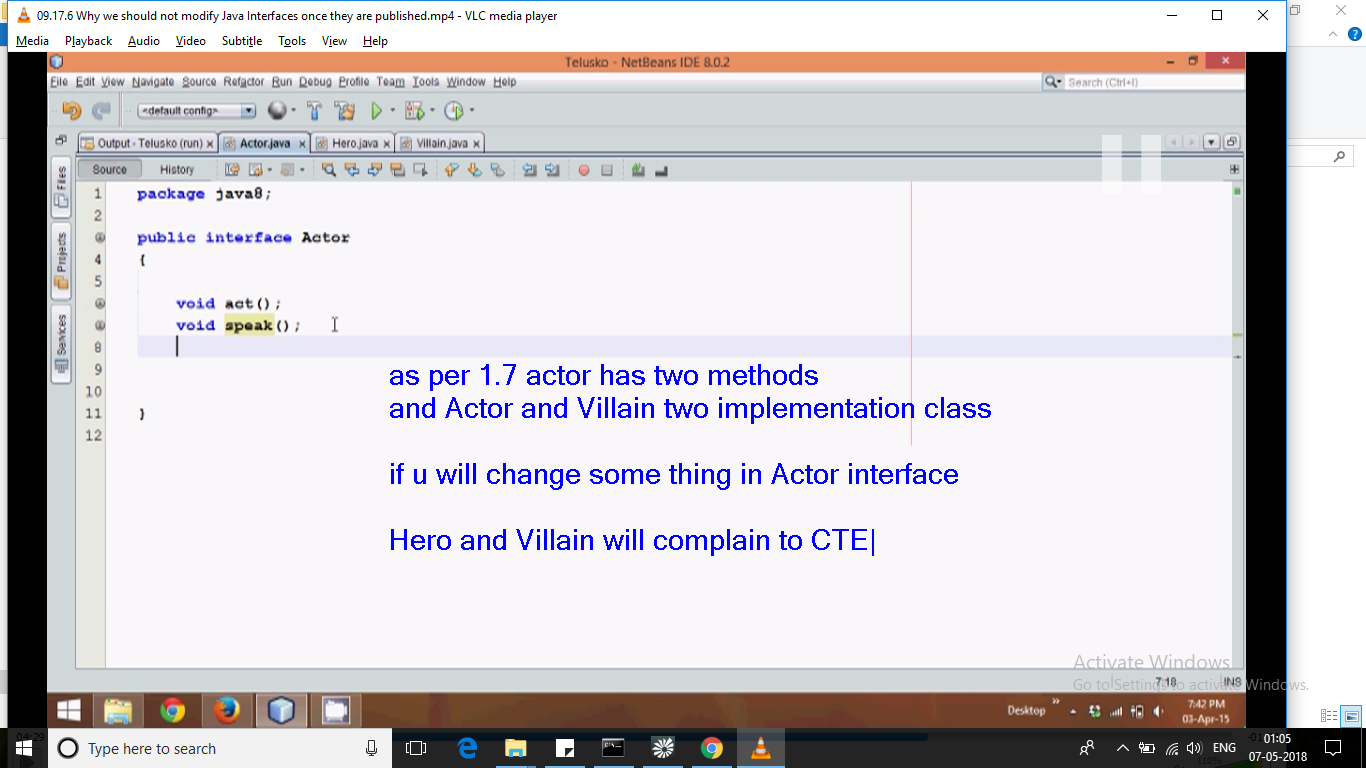 09.17.6 Why we should not modify Java Interfaces once they are published.mp4 - VLC media player
Media Playback Audio Video Subtitle Tools View Help
Telusko - NetBeans IDE 8.0.2
File Edit View Navigate Source Refactor Run Debug Profile Team Tools Window Help
Search (Ctrl+I)
<default config>
Output - Telusko (run) x Actor.java x Hero.java x Villain.java x
Source History
Files
Projects
Services
1 package java8;
2
public interface Actor
4 {
5
void act();
void speak();
8
9
10
11 }
12
as per 1.7 actor has two methods
and Actor and Villain two implementation class
if u will change some thing in Actor interface
Hero and Villain will complain to CTE|
Activate Windows
Go to Settings to activate Windows.
7:18 INS
Desktop
7:42 PM
03-Apr-15
04:29
Type here to search
ENG
01:05
07-05-2018